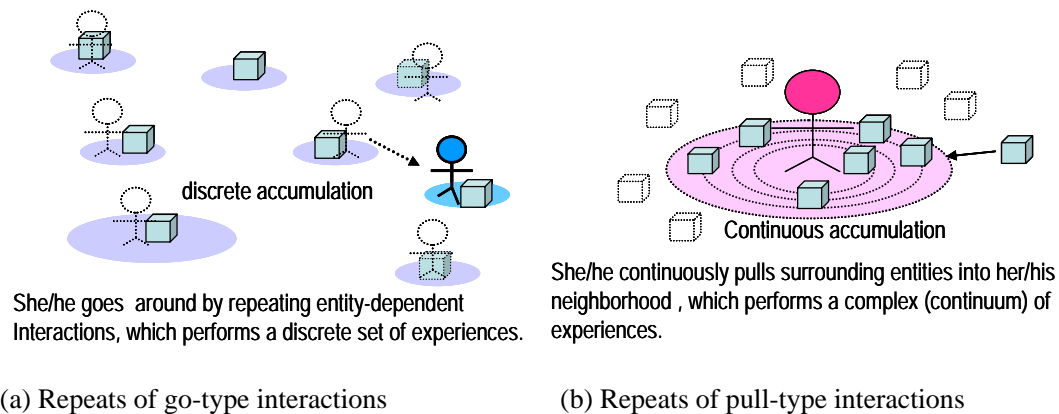 discrete accumulation
She/he goes around by repeating entity-dependent
Interactions, which performs a discrete set of experiences.
(a) Repeats of go-type interactions
Continuous accumulation
She/he continuously pulls surrounding entities into her/his
neighborhood , which performs a complex (continuum) of
experiences.
(b) Repeats of pull-type interactions